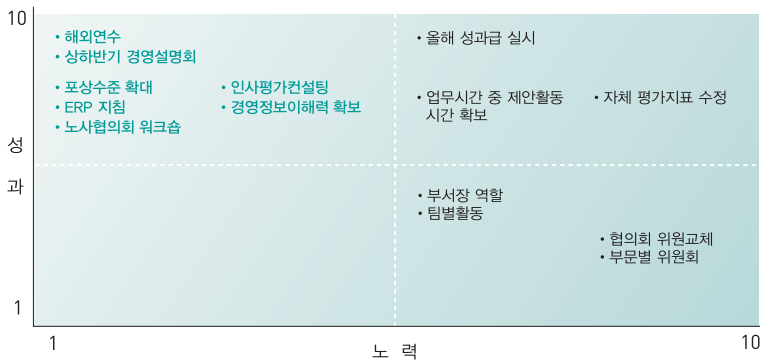 10
• 해외연수
• 상하반기 경영설명회
• 포상수준 확대
• ERP 지침
• 노사협의회 워크숍
• 인사평가컨설팅
• 경영정보이해력 확보
• 올해 성과급 실시
• 업무시간 중 제안활동
시간 확보
• 자체 평가지표 수정
성
과
• 부서장 역할
• 팀별활동
• 협의회 위원교체
• 부문별 위원회
1
1
노 력
10